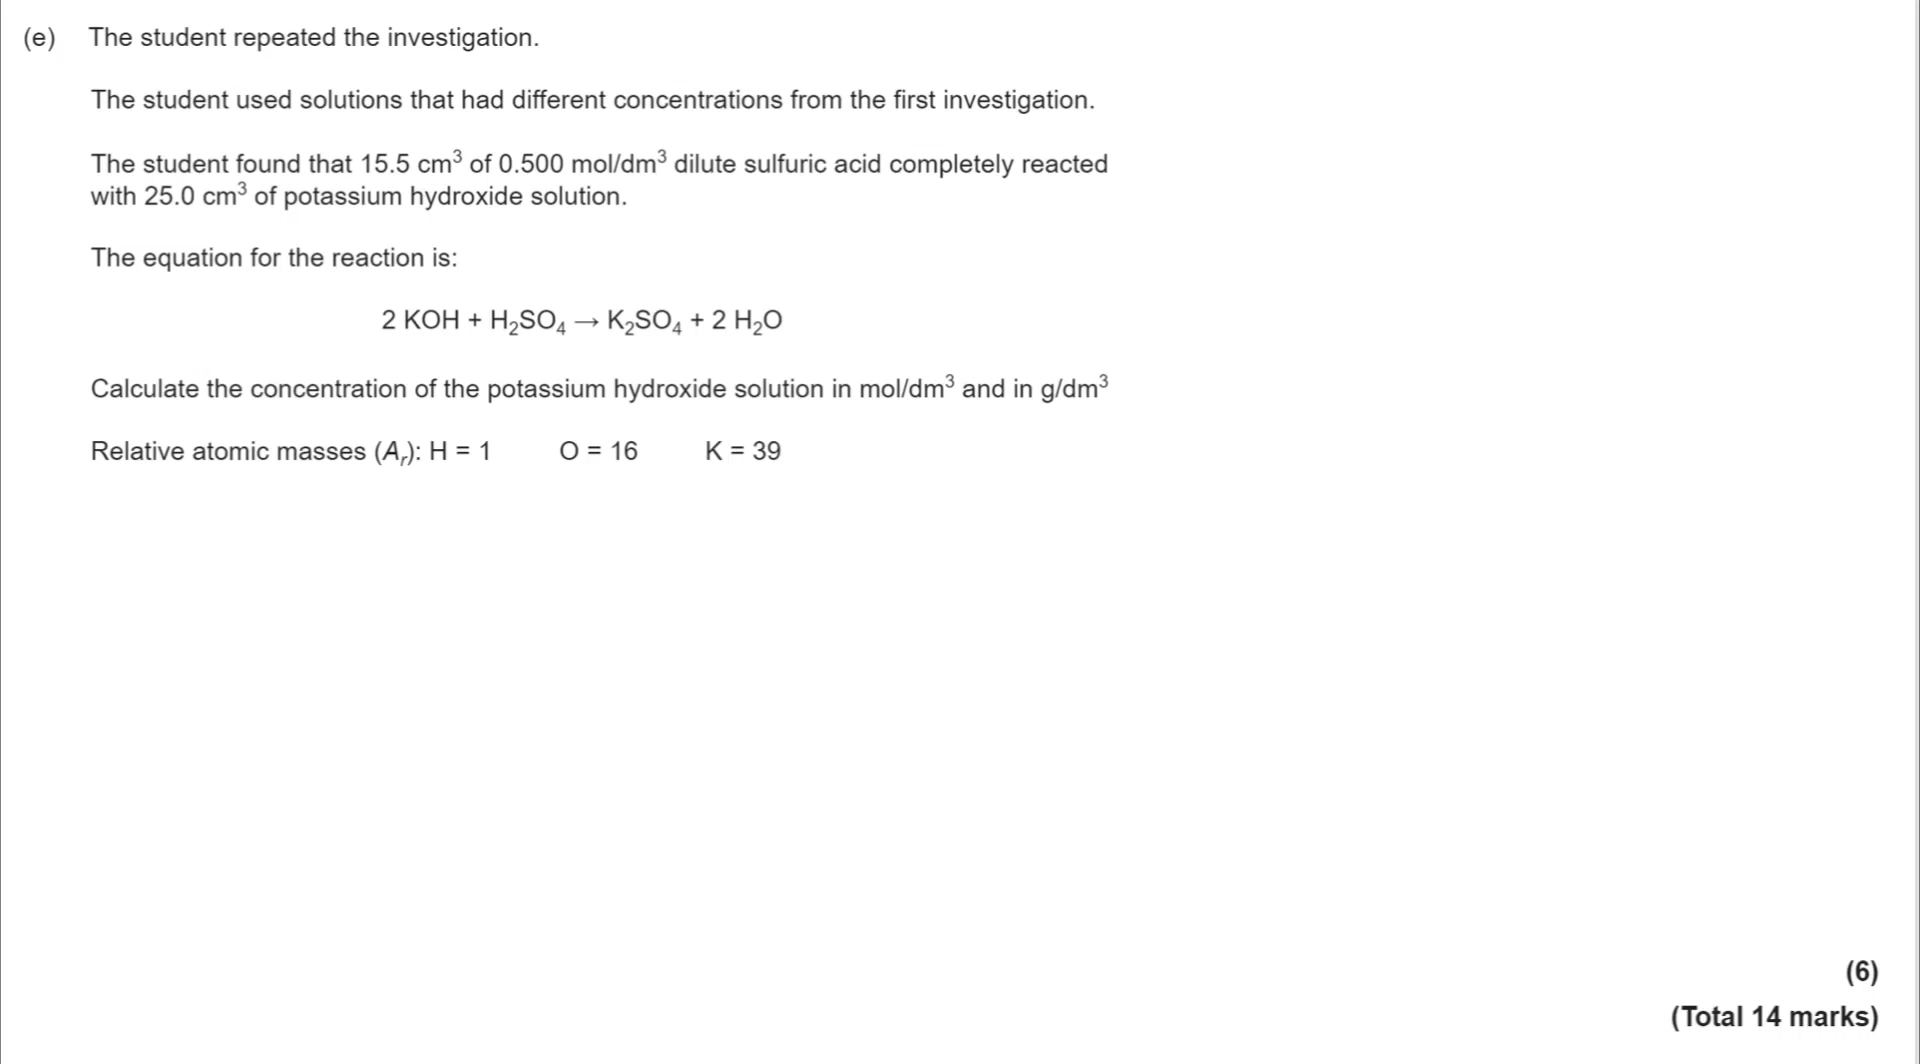 (e) The student repeated the investigation.
The student used solutions that had different concentrations from the first investigation.
The student found that 15.5 cm³ of 0.500 mol/dm³ dilute sulfuric acid completely reacted
with 25.0 cm³ of potassium hydroxide solution.
The equation for the reaction is:
2 KOH + H₂SO₄ → K₂SO₄ + 2 H₂O
Calculate the concentration of the potassium hydroxide solution in mol/dm³ and in g/dm³
Relative atomic masses (Aᵣ): H = 1 O = 16 K = 39
(6)
(Total 14 marks)